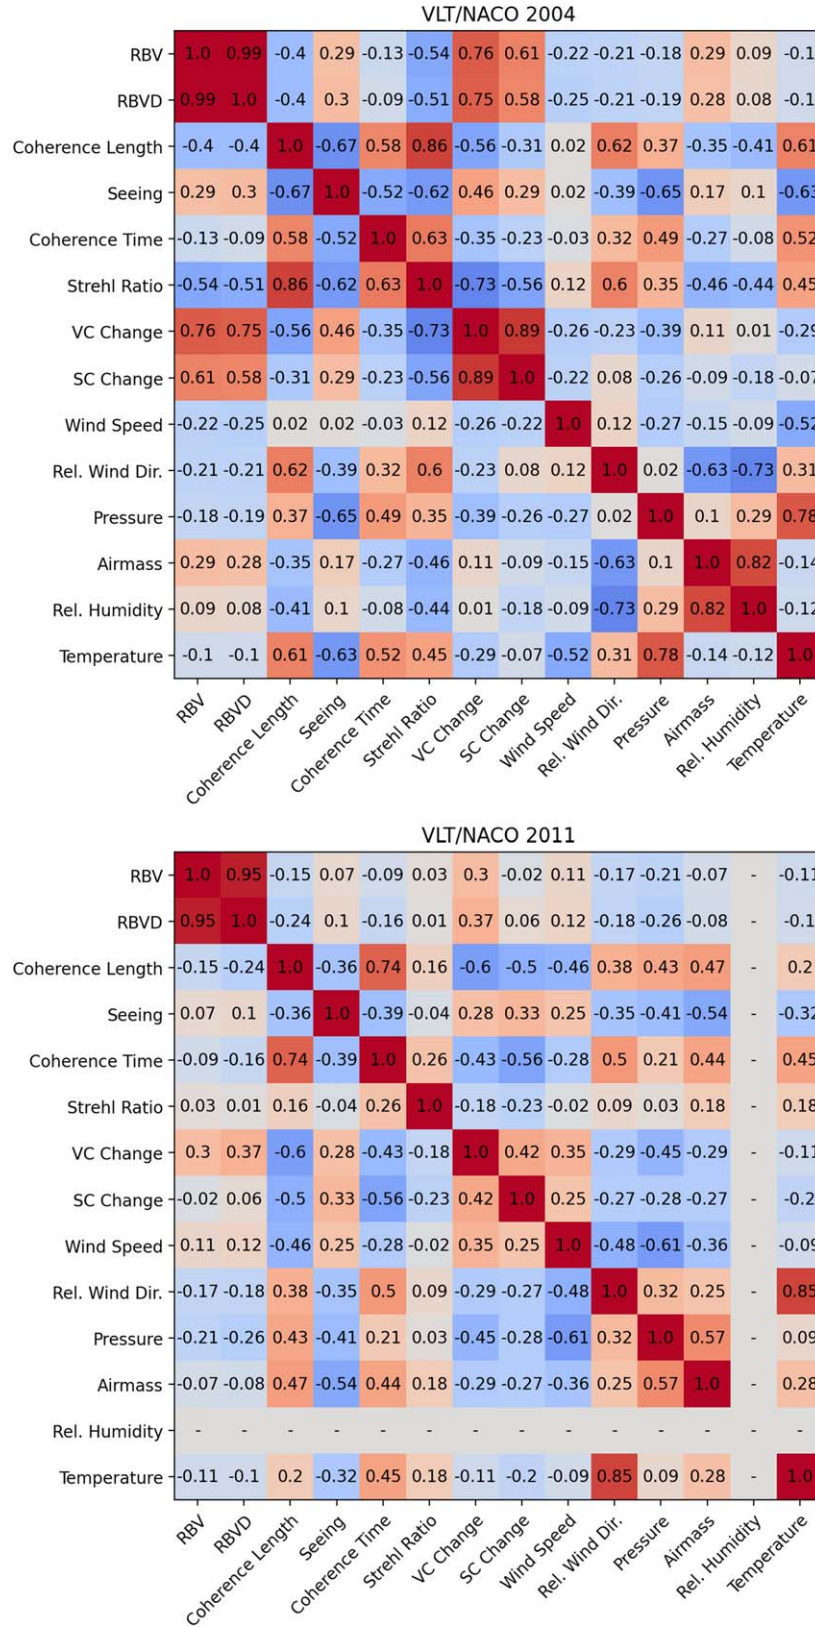 VLT/NACO 2004
RBV 1.0 0.99 -0.4 0.29 -0.13 -0.54 0.76 0.61 -0.22 -0.21 -0.18 0.29 0.09 -0.1
RBVD 0.99 1.0 -0.4 0.3 -0.09 -0.51 0.75 0.58 -0.25 -0.21 -0.19 0.28 0.08 -0.1
Coherence Length -0.4 -0.4 1.0 -0.67 0.58 0.86 -0.56 -0.31 0.02 0.62 0.37 -0.35 -0.41 0.61
Seeing 0.29 0.3 -0.67 1.0 -0.52 -0.62 0.46 0.29 0.02 -0.39 -0.65 0.17 0.1 -0.63
Coherence Time -0.13 -0.09 0.58 -0.52 1.0 0.63 -0.35 -0.23 -0.03 0.32 0.49 -0.27 -0.08 0.52
Strehl Ratio -0.54 -0.51 0.86 -0.62 0.63 1.0 -0.73 -0.56 0.12 0.6 0.35 -0.46 -0.44 0.45
VC Change 0.76 0.75 -0.56 0.46 -0.35 -0.73 1.0 0.89 -0.26 -0.23 -0.39 0.11 0.01 -0.29
SC Change 0.61 0.58 -0.31 0.29 -0.23 -0.56 0.89 1.0 -0.22 0.08 -0.26 -0.09 -0.18 -0.07
Wind Speed -0.22 -0.25 0.02 0.02 -0.03 0.12 -0.26 -0.22 1.0 0.12 -0.27 -0.15 -0.09 -0.52
Rel. Wind Dir. -0.21 -0.21 0.62 -0.39 0.32 0.6 -0.23 0.08 0.12 1.0 0.02 -0.63 -0.73 0.31
Pressure -0.18 -0.19 0.37 -0.65 0.49 0.35 -0.39 -0.26 -0.27 0.02 1.0 0.1 0.29 0.78
Airmass 0.29 0.28 -0.35 0.17 -0.27 -0.46 0.11 -0.09 -0.15 -0.63 0.1 1.0 0.82 -0.14
Rel. Humidity 0.09 0.08 -0.41 0.1 -0.08 -0.44 0.01 -0.18 -0.09 -0.73 0.29 0.82 1.0 -0.12
Temperature -0.1 -0.1 0.61 -0.63 0.52 0.45 -0.29 -0.07 -0.52 0.31 0.78 -0.14 -0.12 1.0
RBV RBVD Coherence Length Seeing Coherence Time Strehl Ratio VC Change SC Change Wind Speed Rel. Wind Dir. Pressure Airmass Rel. Humidity Temperature
VLT/NACO 2011
RBV 1.0 0.95 -0.15 0.07 -0.09 0.03 0.3 -0.02 0.11 -0.17 -0.21 -0.07 - -0.11
RBVD 0.95 1.0 -0.24 0.1 -0.16 0.01 0.37 0.06 0.12 -0.18 -0.26 -0.08 - -0.1
Coherence Length -0.15 -0.24 1.0 -0.36 0.74 0.16 -0.6 -0.5 -0.46 0.38 0.43 0.47 - 0.2
Seeing 0.07 0.1 -0.36 1.0 -0.39 -0.04 0.28 0.33 0.25 -0.35 -0.41 -0.54 - -0.32
Coherence Time -0.09 -0.16 0.74 -0.39 1.0 0.26 -0.43 -0.56 -0.28 0.5 0.21 0.44 - 0.45
Strehl Ratio 0.03 0.01 0.16 -0.04 0.26 1.0 -0.18 -0.23 -0.02 0.09 0.03 0.18 - 0.18
VC Change 0.3 0.37 -0.6 0.28 -0.43 -0.18 1.0 0.42 0.35 -0.29 -0.45 -0.29 - -0.11
SC Change -0.02 0.06 -0.5 0.33 -0.56 -0.23 0.42 1.0 0.25 -0.27 -0.28 -0.27 - -0.2
Wind Speed 0.11 0.12 -0.46 0.25 -0.28 -0.02 0.35 0.25 1.0 -0.48 -0.61 -0.36 - -0.09
Rel. Wind Dir. -0.17 -0.18 0.38 -0.35 0.5 0.09 -0.29 -0.27 -0.48 1.0 0.32 0.25 - 0.85
Pressure -0.21 -0.26 0.43 -0.41 0.21 0.03 -0.45 -0.28 -0.61 0.32 1.0 0.57 - 0.09
Airmass -0.07 -0.08 0.47 -0.54 0.44 0.18 -0.29 -0.27 -0.36 0.25 0.57 1.0 - 0.28
Rel. Humidity - - - - - - - - - - - - - -
Temperature -0.11 -0.1 0.2 -0.32 0.45 0.18 -0.11 -0.2 -0.09 0.85 0.09 0.28 - 1.0
RBV RBVD Coherence Length Seeing Coherence Time Strehl Ratio VC Change SC Change Wind Speed Rel. Wind Dir. Pressure Airmass Rel. Humidity Temperature